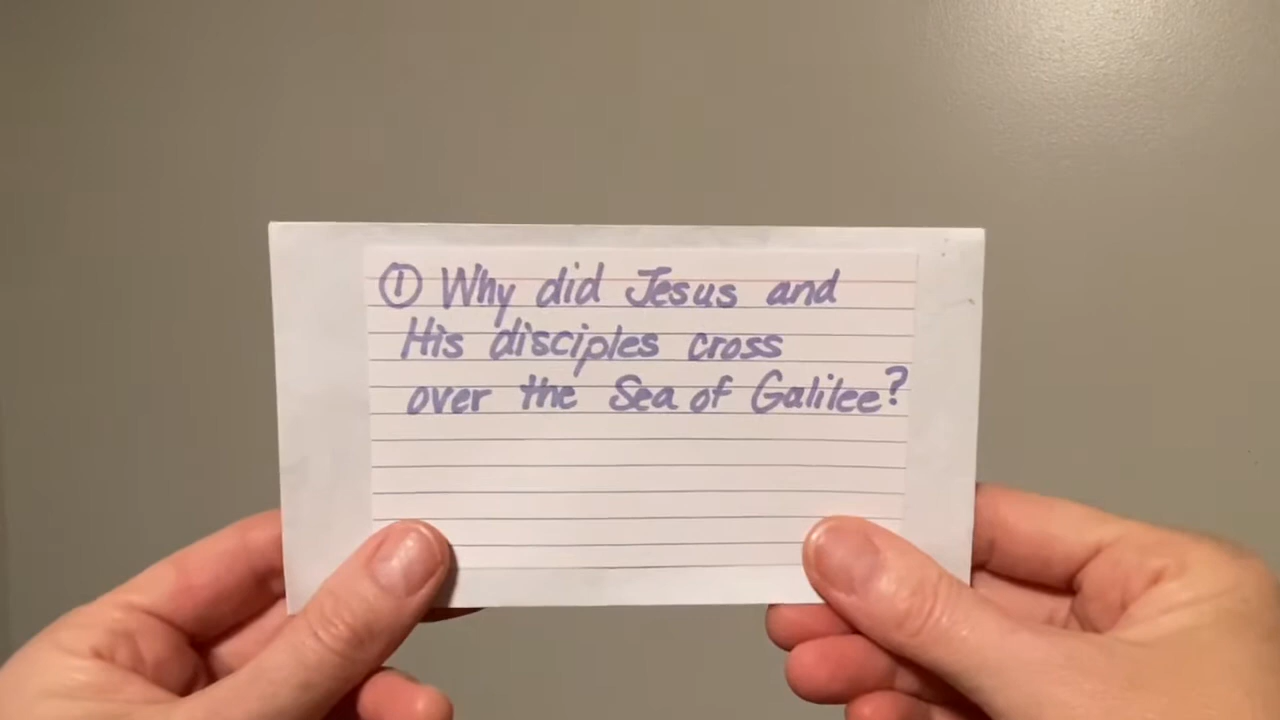 ① Why did Jesus and
His disciples cross
over the Sea of Galilee?